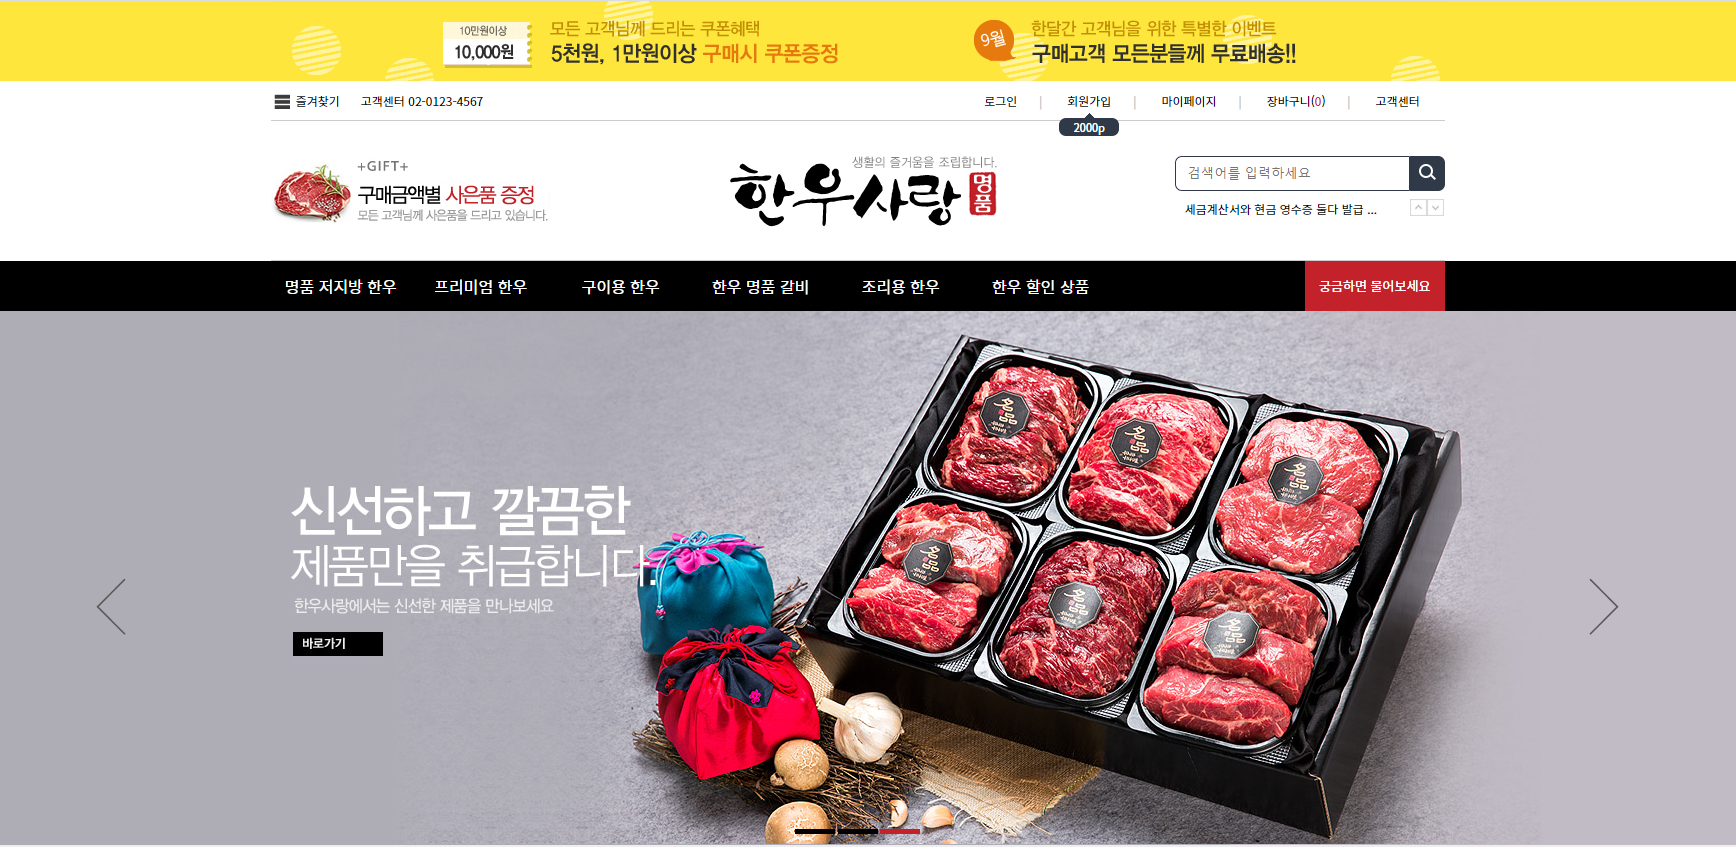 10만원이상
10,000원
모든 고객님께 드리는 쿠폰혜택
5천원, 1만원이상 구매시 쿠폰증정
9월
한달간 고객님을 위한 특별한 이벤트
구매고객 모든분들께 무료배송!!
즐겨찾기 고객센터 02-0123-4567
로그인 | 회원가입 | 마이페이지 | 장바구니(0) | 고객센터
2000p
+GIFT+
구매금액별 사은품 증정
모든 고객님께 사은품을 드리고 있습니다.
생활의 즐거움을 조립합니다.
한우사랑 명품
검색어를 입력하세요
세금계산서와 현금 영수증 둘다 발급 ...
명품 저지방 한우 프리미엄 한우 구이용 한우 한우 명품 갈비 조리용 한우 한우 할인 상품 궁금하면 물어보세요
신선하고 깔끔한
제품만을 취급합니다.
한우사랑에서는 신선한 제품을 만나보세요
바로가기
名品
名品
名品
名品
名品
名品